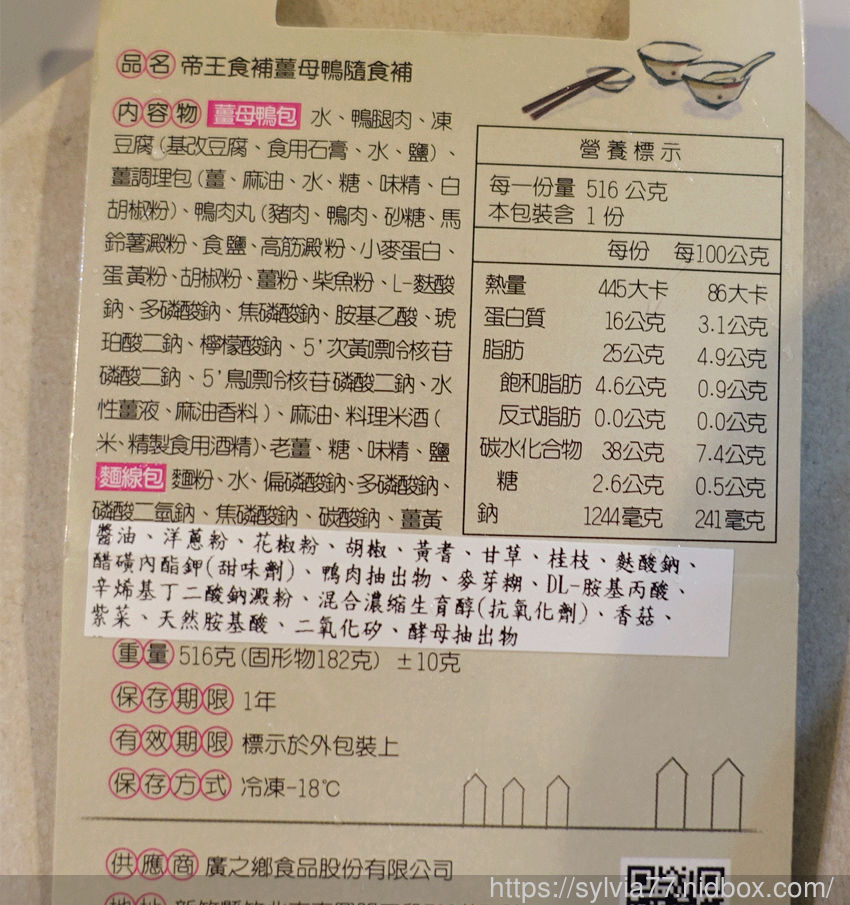 品名 帝王食補薑母鴨隨食補
內容物 薑母鴨包 水、鴨腿肉、凍
豆腐(基改豆腐、食用石膏、水、鹽)、
薑調理包(薑、麻油、水、糖、味精、白
胡椒粉)、鴨肉丸(豬肉、鴨肉、砂糖、馬
鈴薯澱粉、食鹽、高筋澱粉、小麥蛋白、
蛋黃粉、胡椒粉、薑粉、柴魚粉、L-麩酸
鈉、多磷酸鈉、焦磷酸鈉、胺基乙酸、琥
珀酸二鈉、檸檬酸鈉、5'次黃嘌呤核苷
磷酸二鈉、5'鳥嘌呤核苷磷酸二鈉、水
性薑液、麻油香料)、麻油、料理米酒(
米、精製食用酒精)、老薑、糖、味精、鹽
麵線包 麵粉、水、偏磷酸鈉、多磷酸鈉、
磷酸二氫鈉、焦磷酸鈉、碳酸鈉、薑黃
醬油、洋蔥粉、花椒粉、胡椒、黃耆、甘草、桂枝、麩酸鈉、
醋磺內酯鉀(甜味劑)、鴨肉抽出物、麥芽糊、DL-胺基丙酸、
辛烯基丁二酸鈉澱粉、混合濃缩生育醇(抗氧化劑)、香菇、
紫菜、天然胺基酸、二氧化矽、酵母抽出物
重量 516克(固形物182克) ±10克
保存期限 1年
有效期限 標示於外包裝上
保存方式 冷凍-18℃
供應商 廣之鄉食品股份有限公司
營養標示
每一份量 516 公克
本包裝含 1 份
每份 每100公克
熱量 445大卡 86大卡
蛋白質 16公克 3.1公克
脂肪 25公克 4.9公克
飽和脂肪 4.6公克 0.9公克
反式脂肪 0.0公克 0.0公克
碳水化合物 38公克 7.4公克
糖 2.6公克 0.5公克
鈉 1244毫克 241毫克
https://sylvia77.hidbox.com/